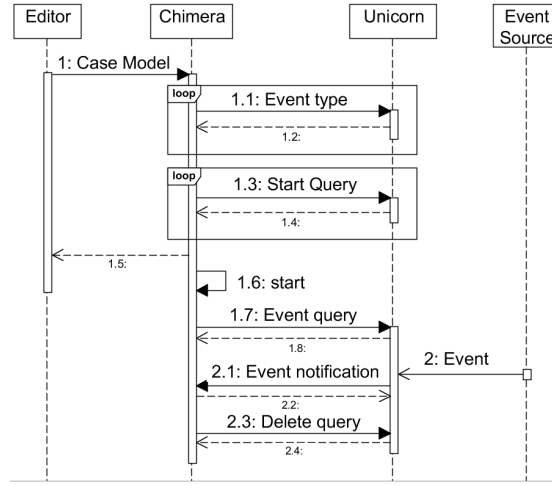 Editor
Chimera
Unicorn
Event
Source
1: Case Model
loop
1.1: Event type
1.2:
loop
1.3: Start Query
1.4:
1.5:
1.6: start
1.7: Event query
1.8:
2: Event
2.1: Event notification
2.2:
2.3: Delete query
2.4: